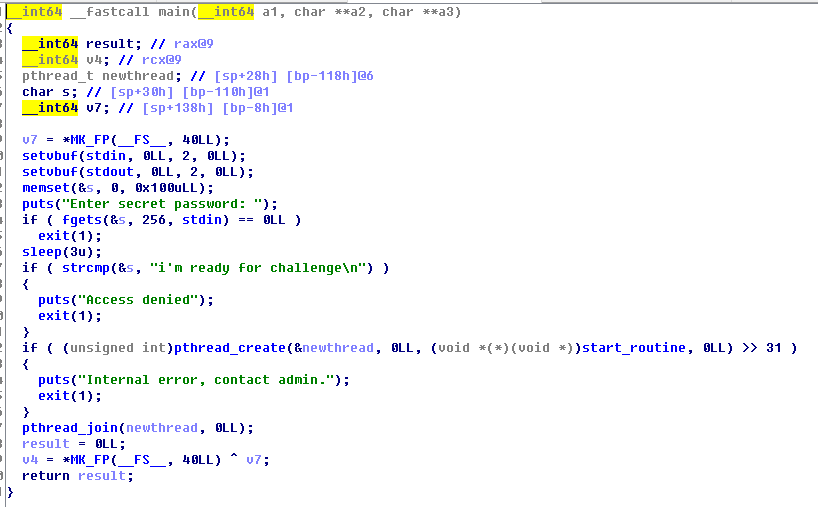 __int64 __fastcall main(__int64 a1, char **a2, char **a3)
{
  __int64 result; // rax@9
  __int64 v4; // rcx@9
  pthread_t newthread; // [sp+28h] [bp-118h]@6
  char s; // [sp+30h] [bp-110h]@1
  __int64 v7; // [sp+138h] [bp-8h]@1

  v7 = *MK_FP(__FS__, 40LL);
  setvbuf(stdin, 0LL, 2, 0LL);
  setvbuf(stdout, 0LL, 2, 0LL);
  memset(&s, 0, 0x100uLL);
  puts("Enter secret password: ");
  if ( fgets(&s, 256, stdin) == 0LL )
    exit(1);
  sleep(3u);
  if ( strcmp(&s, "i'm ready for challenge\n") )
  {
    puts("Access denied");
    exit(1);
  }
  if ( (unsigned int)pthread_create(&newthread, 0LL, (void *(*)(void *))start_routine, 0LL) >> 31 )
  {
    puts("Internal error, contact admin.");
    exit(1);
  }
  pthread_join(newthread, 0LL);
  result = 0LL;
  v4 = *MK_FP(__FS__, 40LL) ^ v7;
  return result;
}